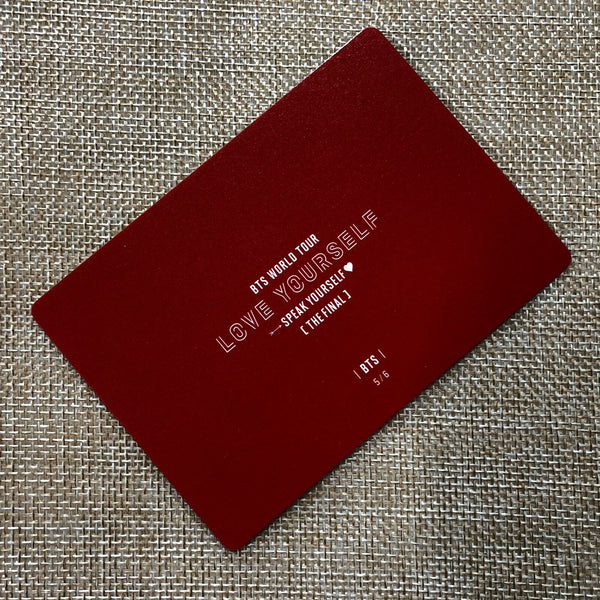 BTS WORLD TOUR
LOVE YOURSELF
SPEAK YOURSELF♥
[ THE FINAL ]
| BTS |
5/6